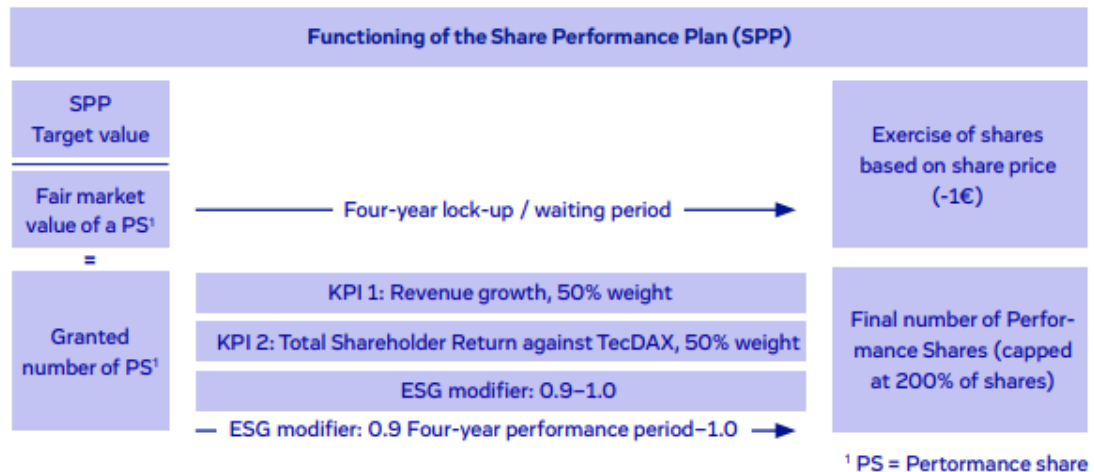 Functioning of the Share Performance Plan (SPP)
SPP
Target value
Fair market
value of a PS¹
=
Granted
number of PS¹
Four-year lock-up / waiting period
KPI 1: Revenue growth, 50% weight
KPI 2: Total Shareholder Return against TecDAX, 50% weight
ESG modifier: 0.9–1.0
ESG modifier: 0.9 Four-year performance period–1.0
Exercise of shares
based on share price
(-1€)
Final number of Perfor-
mance Shares (capped
at 200% of shares)
¹ PS = Pertormance share